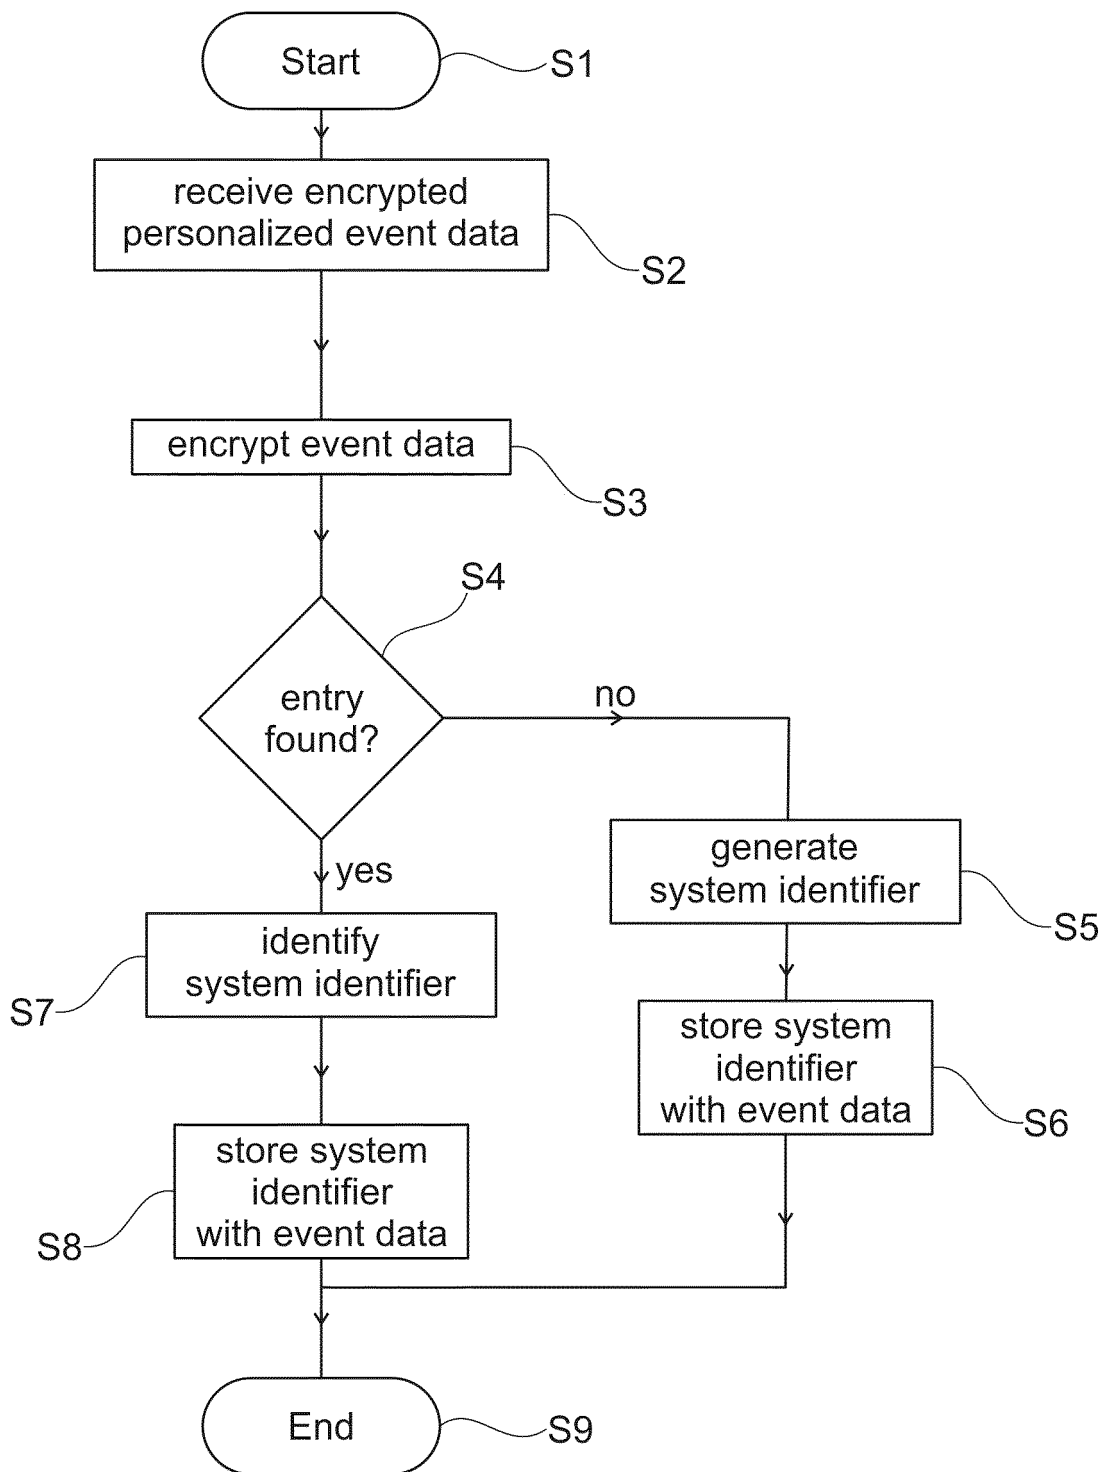 Start
S1
receive encrypted
personalized event data
S2
encrypt event data
S3
S4
entry
found?
no
yes
generate
system identifier
S5
identify
system identifier
S7
store system
identifier
with event data
S6
store system
identifier
with event data
S8
End
S9